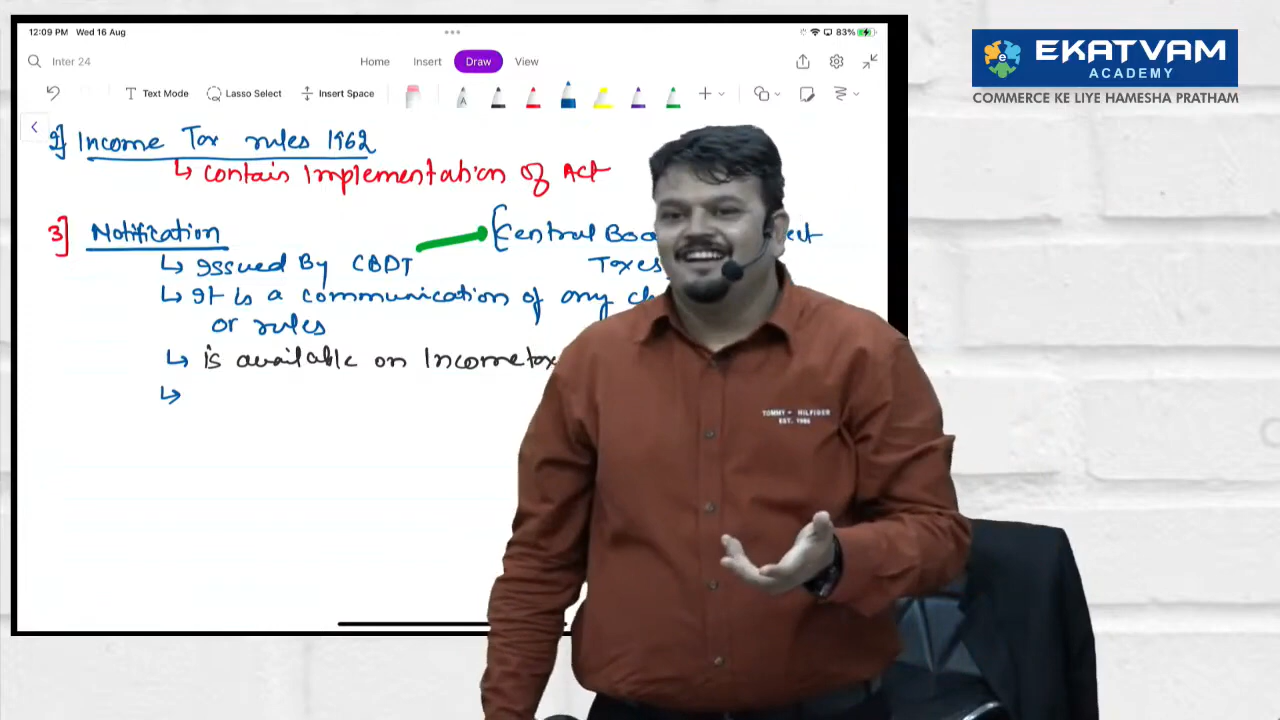 12:09 PM Wed 16 Aug
83%
EKATVAM
ACADEMY
COMMERCE KE LIYE HAMESHA PRATHAM
Inter 24
Home Insert Draw View
Text Mode Lasso Select Insert Space
2] Income Tax rules 1962
↳ contain Implementation of Act
3] Notification
↳ Issued By CBDT
[Central
Taxes
↳ It is a communication of any
or rules
↳ is available on Incometax
↳
TOMMY HILFIGER
EST. 1985